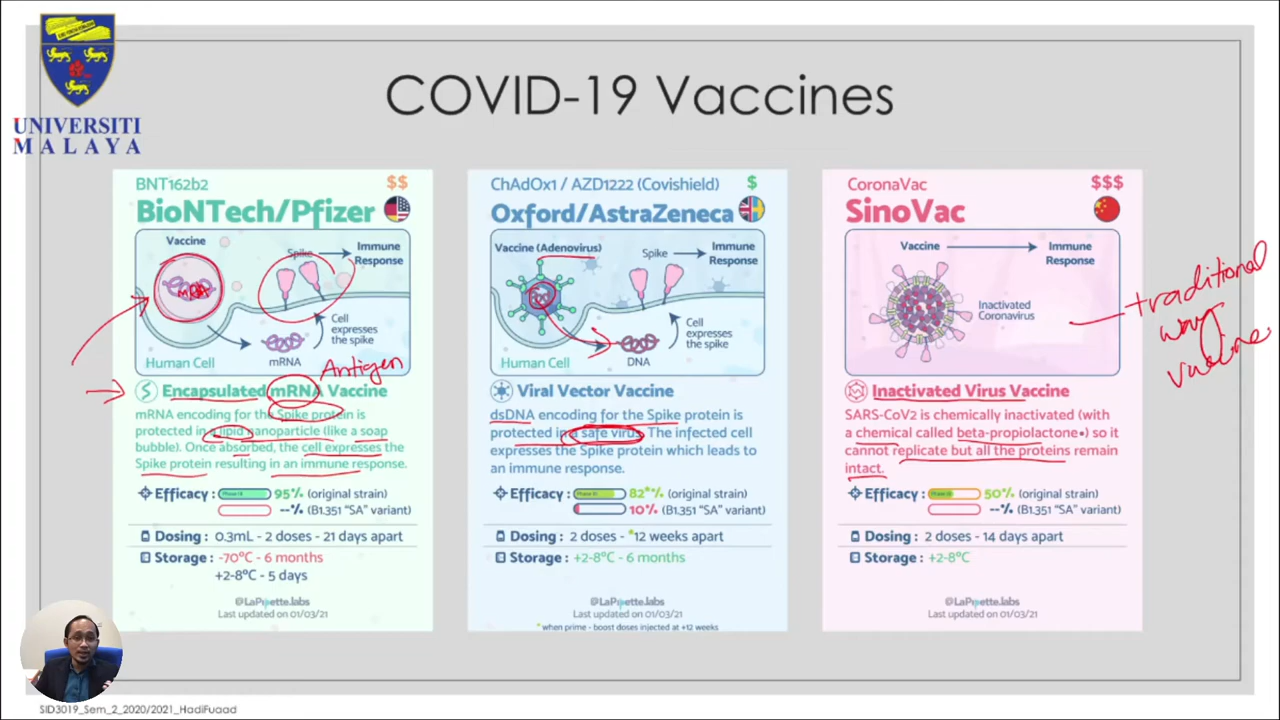 UNIVERSITI
MALAYA
COVID-19 Vaccines
BNT162b2
$$
BioNTech/Pfizer
Vaccine
Spike
Immune
Response
mRNA
Cell
expresses
the spike
Human Cell
mRNA
Antigen
Encapsulated mRNA Vaccine
mRNA encoding for the Spike protein is
protected in a lipid nanoparticle (like a soap
bubble). Once absorbed, the cell expresses the
Spike protein resulting in an immune response.
Efficacy: Phase III 95% (original strain)
--% (B1.351 "SA" variant)
Dosing: 0.3mL - 2 doses - 21 days apart
Storage: -70°C - 6 months
+2-8°C - 5 days
@LaPipette.labs
Last updated on 01/03/21
ChAdOx1 / AZD1222 (Covishield)
$
Oxford/AstraZeneca
Vaccine (Adenovirus)
Spike
Immune
Response
Cell
expresses
the spike
Human Cell
DNA
Viral Vector Vaccine
dsDNA encoding for the Spike protein is
protected in a safe virus. The infected cell
expresses the Spike protein which leads to
an immune response.
Efficacy: Phase III 82*% (original strain)
10% (B1.351 "SA" variant)
Dosing: 2 doses - *12 weeks apart
Storage: +2-8°C - 6 months
@LaPipette.labs
Last updated on 01/03/21
*when prime - boost doses injected at +12 weeks
CoronaVac
$$$
SinoVac
Vaccine
Immune
Response
Inactivated
Coronavirus
traditional
way
vaccine
Inactivated Virus Vaccine
SARS-CoV2 is chemically inactivated (with
a chemical called beta-propiolactone•) so it
cannot replicate but all the proteins remain
intact.
Efficacy: Phase III 50% (original strain)
--% (B1.351 "SA" variant)
Dosing: 2 doses - 14 days apart
Storage: +2-8°C
@LaPipette.labs
Last updated on 01/03/21
SID3019_Sem_2_2020/2021_HadiFuaad